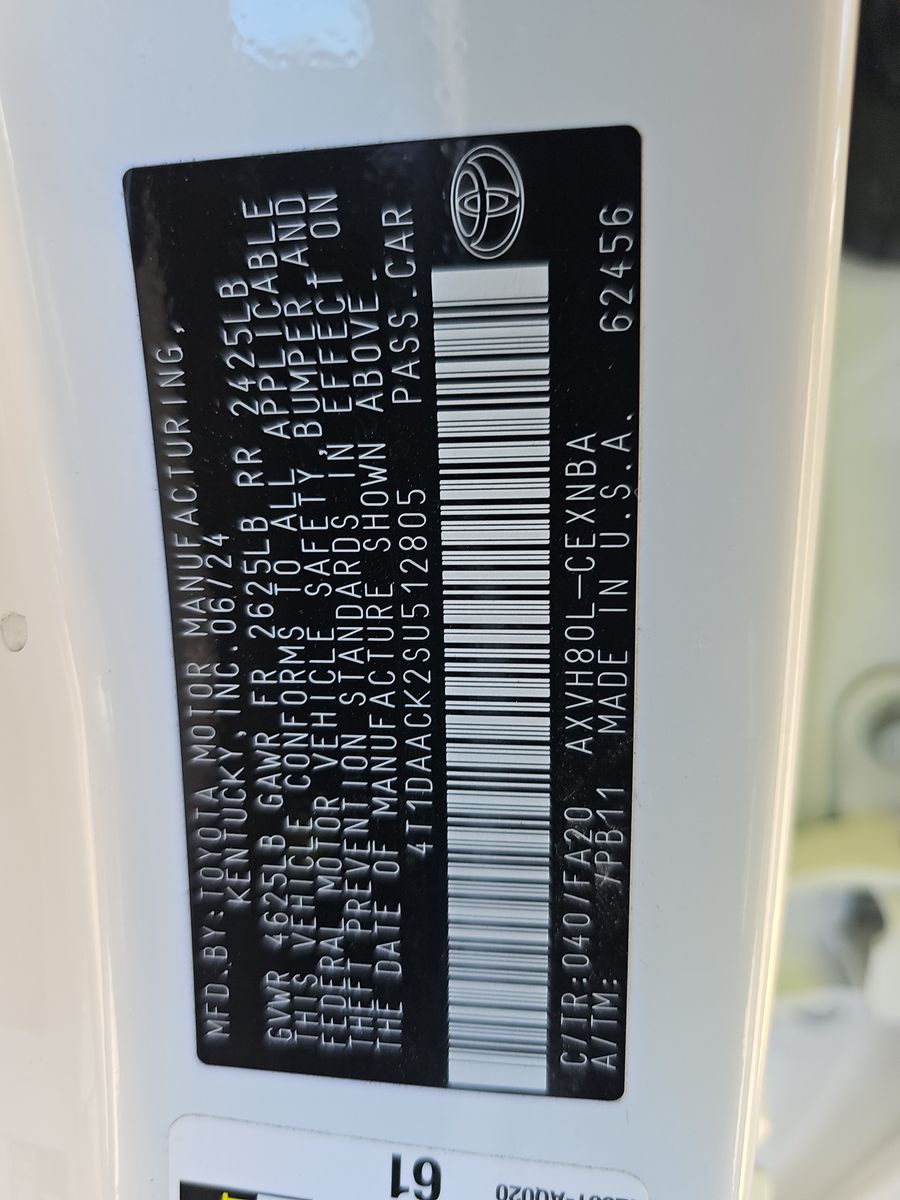 MFD.BY:TOYOTA MOTOR MANUFACTURING,
KENTUCKY, INC.06/24
GVWR 4625LB GAWR FR 2625LB RR 2425LB
THIS VEHICLE CONFORMS TO ALL APPLICABLE
FEDERAL MOTOR VEHICLE SAFETY,BUMPER AND
THEFT PREVENTION STANDARDS IN EFFECT ON
THE DATE OF MANUFACTURE SHOWN ABOVE.
4T1DAACK2SU512805 PASS.CAR
C/TR:040/FA20 AXVH80L-CEXNBA
A/TM: /PB11 MADE IN U.S.A. 62456
61